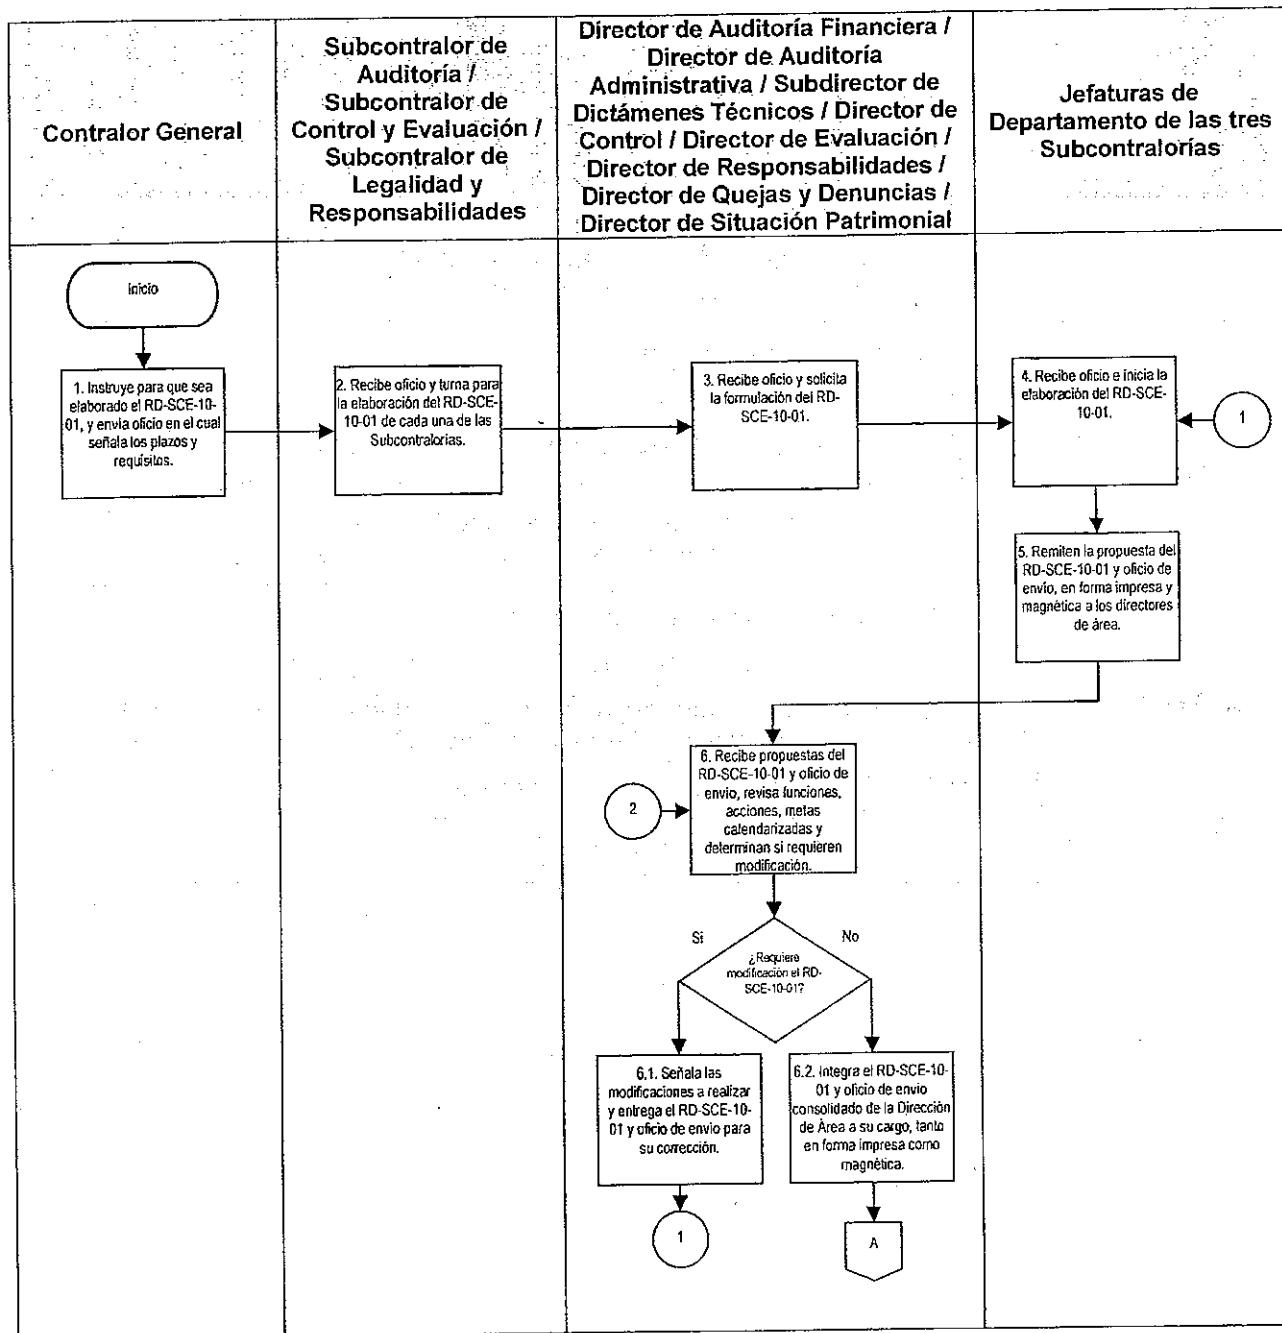 Contralor General
Subcontralor de
Auditoría /
Subcontralor de
Control y Evaluación /
Subcontralor de
Legalidad y
Responsabilidades
Director de Auditoría Financiera /
Director de Auditoría
Administrativa / Subdirector de
Dictámenes Técnicos / Director de
Control / Director de Evaluación /
Director de Responsabilidades /
Director de Quejas y Denuncias /
Director de Situación Patrimonial
Jefaturas de
Departamento de las tres
Subcontralorías
Inicio
1. Instruye para que sea
elaborado el RD-SCE-10-
01, y envia oficio en el cual
señala los plazos y
requisitos.
2. Recibe oficio y turna para
la elaboración del RD-SCE-
10-01 de cada una de las
Subcontralorias.
3. Recibe oficio y solicita
la formulación del RD-
SCE-10-01.
4. Recibe oficio e inicia la
elaboración del RD-SCE-
10-01.
1
5. Remiten la propuesta del
RD-SCE-10-01 y oficio de
envío, en forma impresa y
magnética a los directores
de área.
6. Recibe propuestas del
RD-SCE-10-01 y oficio de
envio, revisa funciones,
acciones, metas
calendarizadas y
determinan si requieren
modificación.
2
Si
No
¿Requiere
modificación el RD-
SCE-10-01?
6.1. Señala las
modificaciones a realizar
y entrega el RD-SCE-10-
01 y oficio de envio para
su corrección.
6.2. Integra el RD-SCE-10-
01 y oficio de envio
consolidado de la Dirección
de Área a su cargo, tanto
en forma impresa como
magnética.
1
A